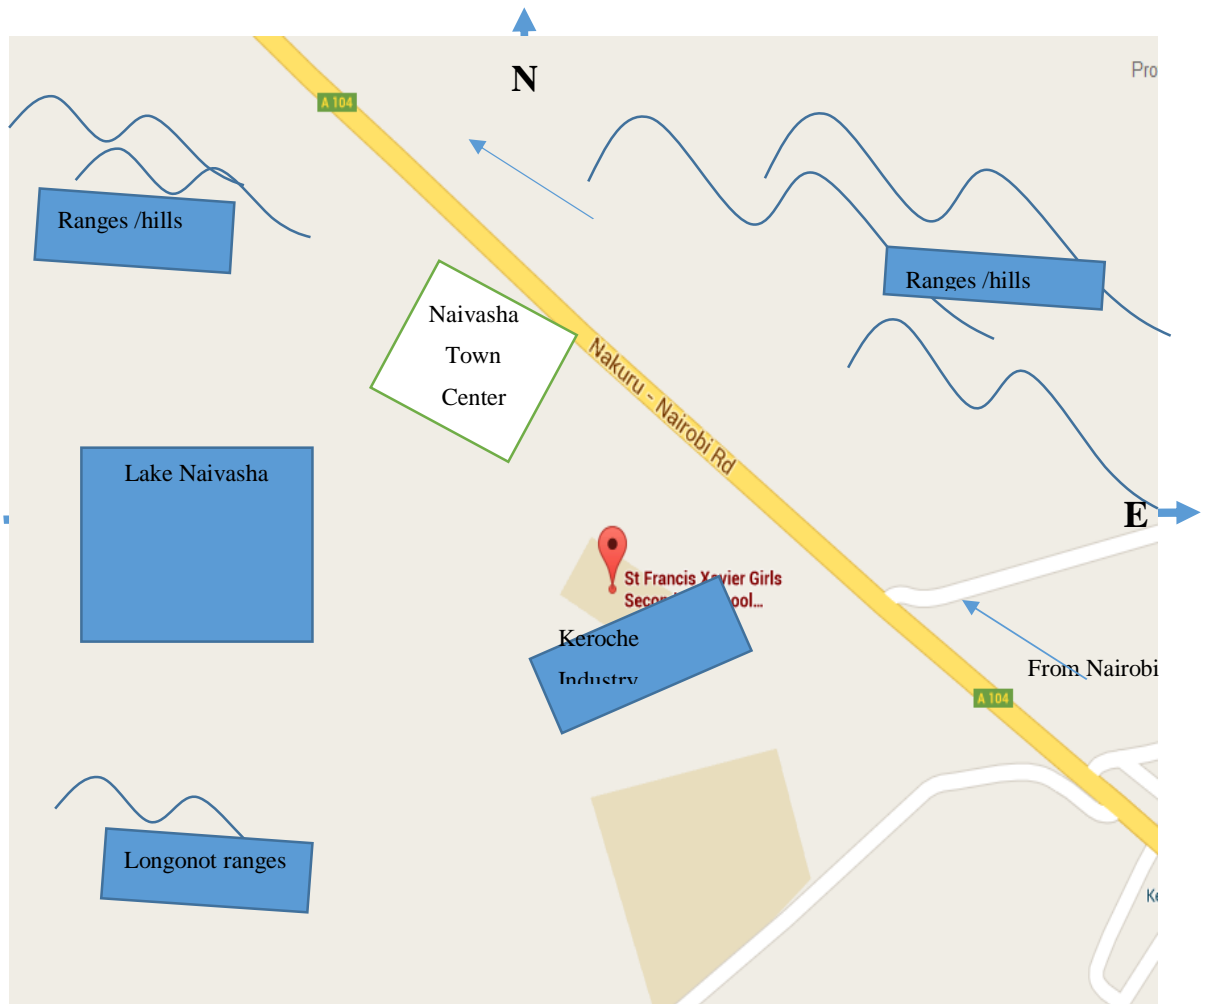 N
Pro
A 104
Ranges /hills
Ranges /hills
Naivasha
Town
Center
Nakuru - Nairobi Rd
Lake Naivasha
E
St Francis Xavier Girls
Keroche
Industry
From Nairobi
A 104
Longonot ranges